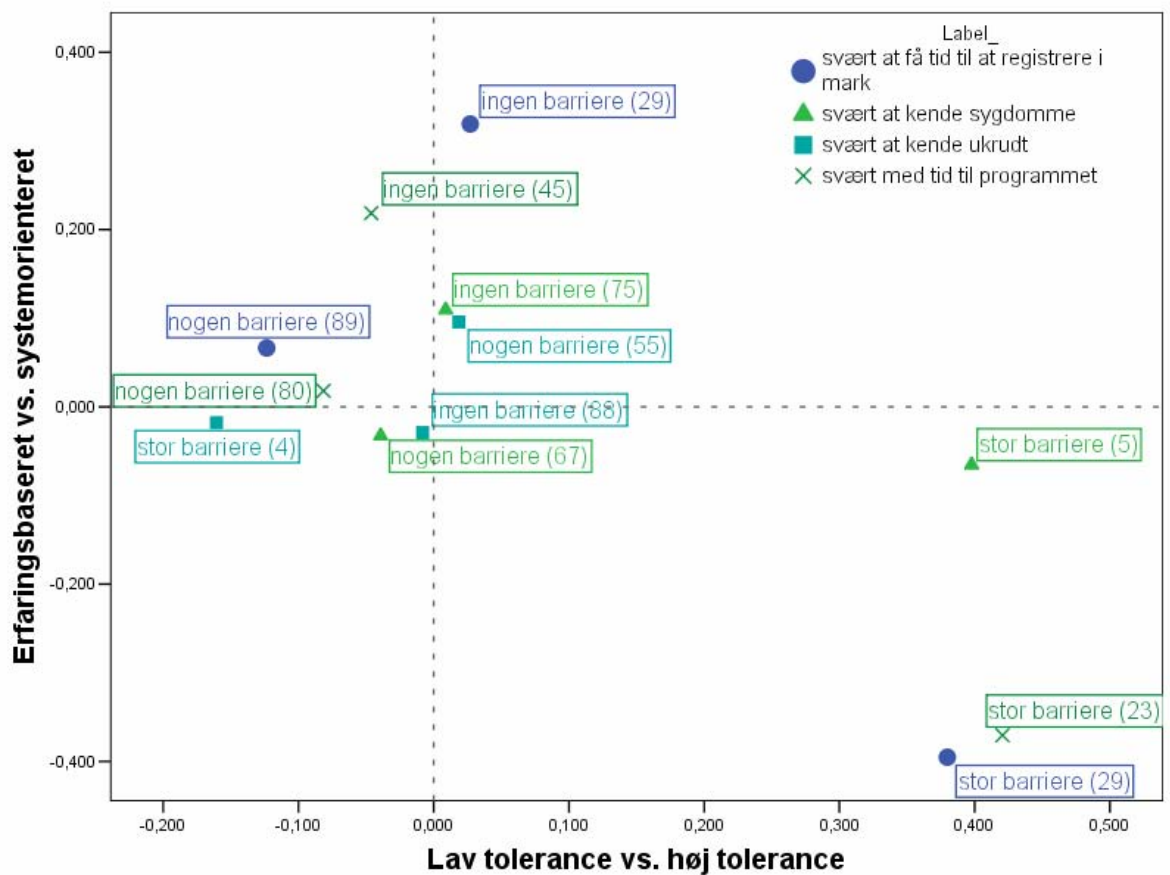 Label_
svært at få tid til at registrere i
mark
svært at kende sygdomme
svært at kende ukrudt
svært med tid til programmet
Erfaringsbaseret vs. systemorienteret
0,400
0,200
0,000
-0,200
-0,400
ingen barriere (29)
ingen barriere (45)
ingen barriere (75)
nogen barriere (89)
nogen barriere (55)
nogen barriere (80)
ingen barriere (88)
stor barriere (4)
nogen barriere (67)
stor barriere (5)
stor barriere (23)
stor barriere (29)
-0,200
-0,100
0,000
0,100
0,200
0,300
0,400
0,500
Lav tolerance vs. høj tolerance